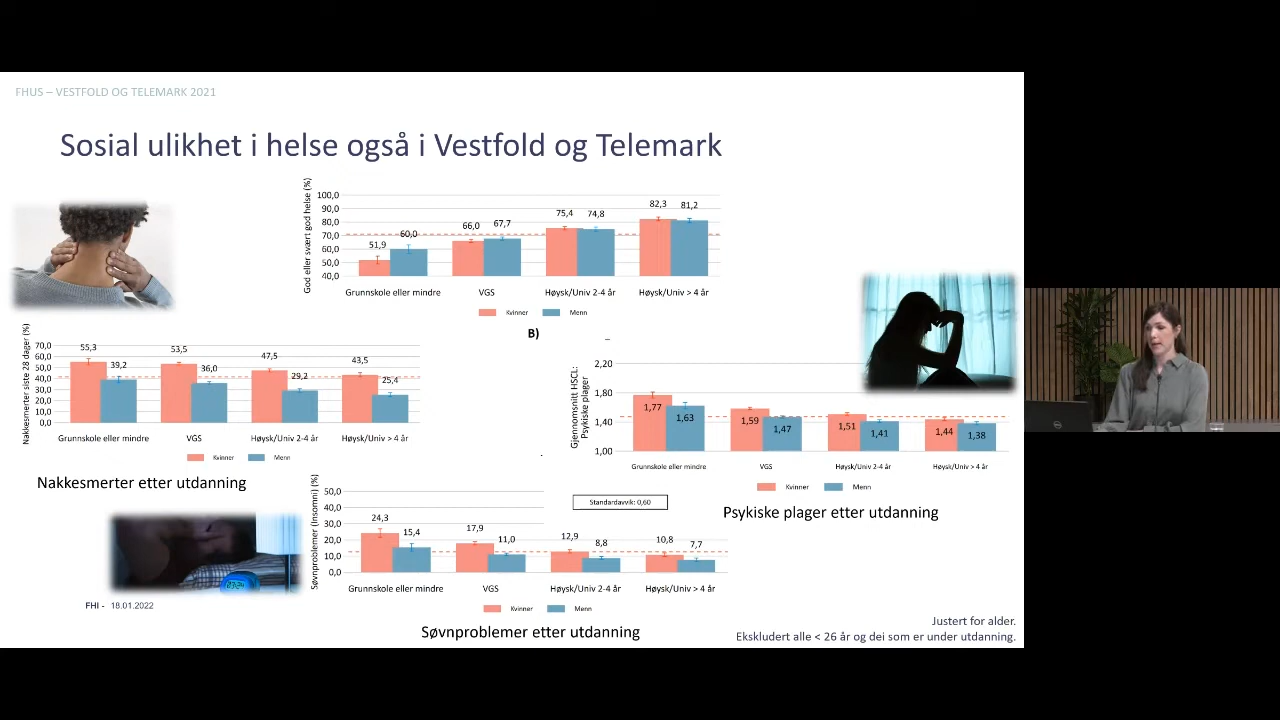 FHUS – VESTFOLD OG TELEMARK 2021
Sosial ulikhet i helse også i Vestfold og Telemark
God eller svært god helse (%)
100,0
90,0
80,0
70,0
60,0
50,0
40,0
51,9
60,0
66,0
67,7
75,4
74,8
82,3
81,2
Grunnskole eller mindre
VGS
Høysk/Univ 2-4 år
Høysk/Univ > 4 år
Kvinner
Menn
B)
Nakkesmerter siste 28 dager (%)
70,0
60,0
50,0
40,0
30,0
20,0
10,0
0,0
55,3
39,2
53,5
36,0
47,5
29,2
43,5
25,4
Grunnskole eller mindre
VGS
Høysk/Univ 2-4 år
Høysk/Univ > 4 år
Kvinner
Menn
Nakkesmerter etter utdanning
Gjennomsnitt HSCL:
Psykiske plager
2,20
1,80
1,40
1,00
1,77
1,63
1,59
1,47
1,51
1,41
1,44
1,38
Grunnskole eller mindre
VGS
Høysk/Univ 2-4 år
Høysk/Univ > 4 år
Kvinner
Menn
Standardavvik: 0,60
Psykiske plager etter utdanning
Søvnproblemer (Insomni) (%)
50,0
40,0
30,0
20,0
10,0
0,0
24,3
15,4
17,9
11,0
12,9
8,8
10,8
7,7
Grunnskole eller mindre
VGS
Høysk/Univ 2-4 år
Høysk/Univ > 4 år
Kvinner
Menn
Søvnproblemer etter utdanning
FHI - 18.01.2022
Justert for alder.
Ekskludert alle < 26 år og dei som er under utdanning.